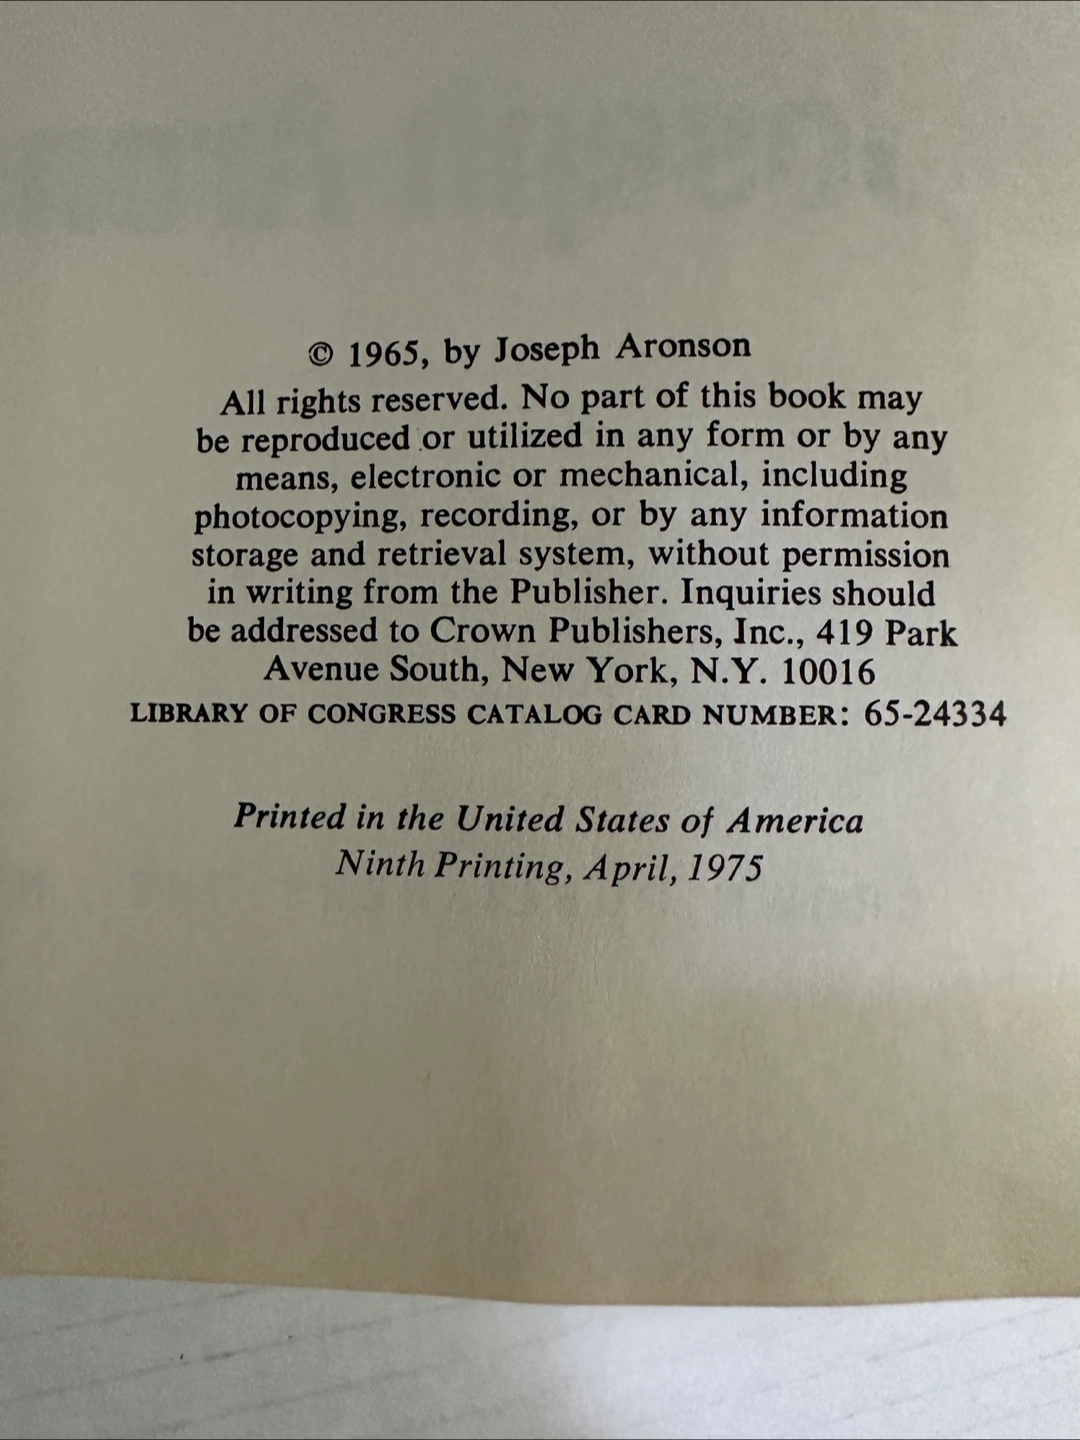 © 1965, by Joseph Aronson
All rights reserved. No part of this book may
be reproduced or utilized in any form or by any
means, electronic or mechanical, including
photocopying, recording, or by any information
storage and retrieval system, without permission
in writing from the Publisher. Inquiries should
be addressed to Crown Publishers, Inc., 419 Park
Avenue South, New York, N.Y. 10016
LIBRARY OF CONGRESS CATALOG CARD NUMBER: 65-24334
Printed in the United States of America
Ninth Printing, April, 1975